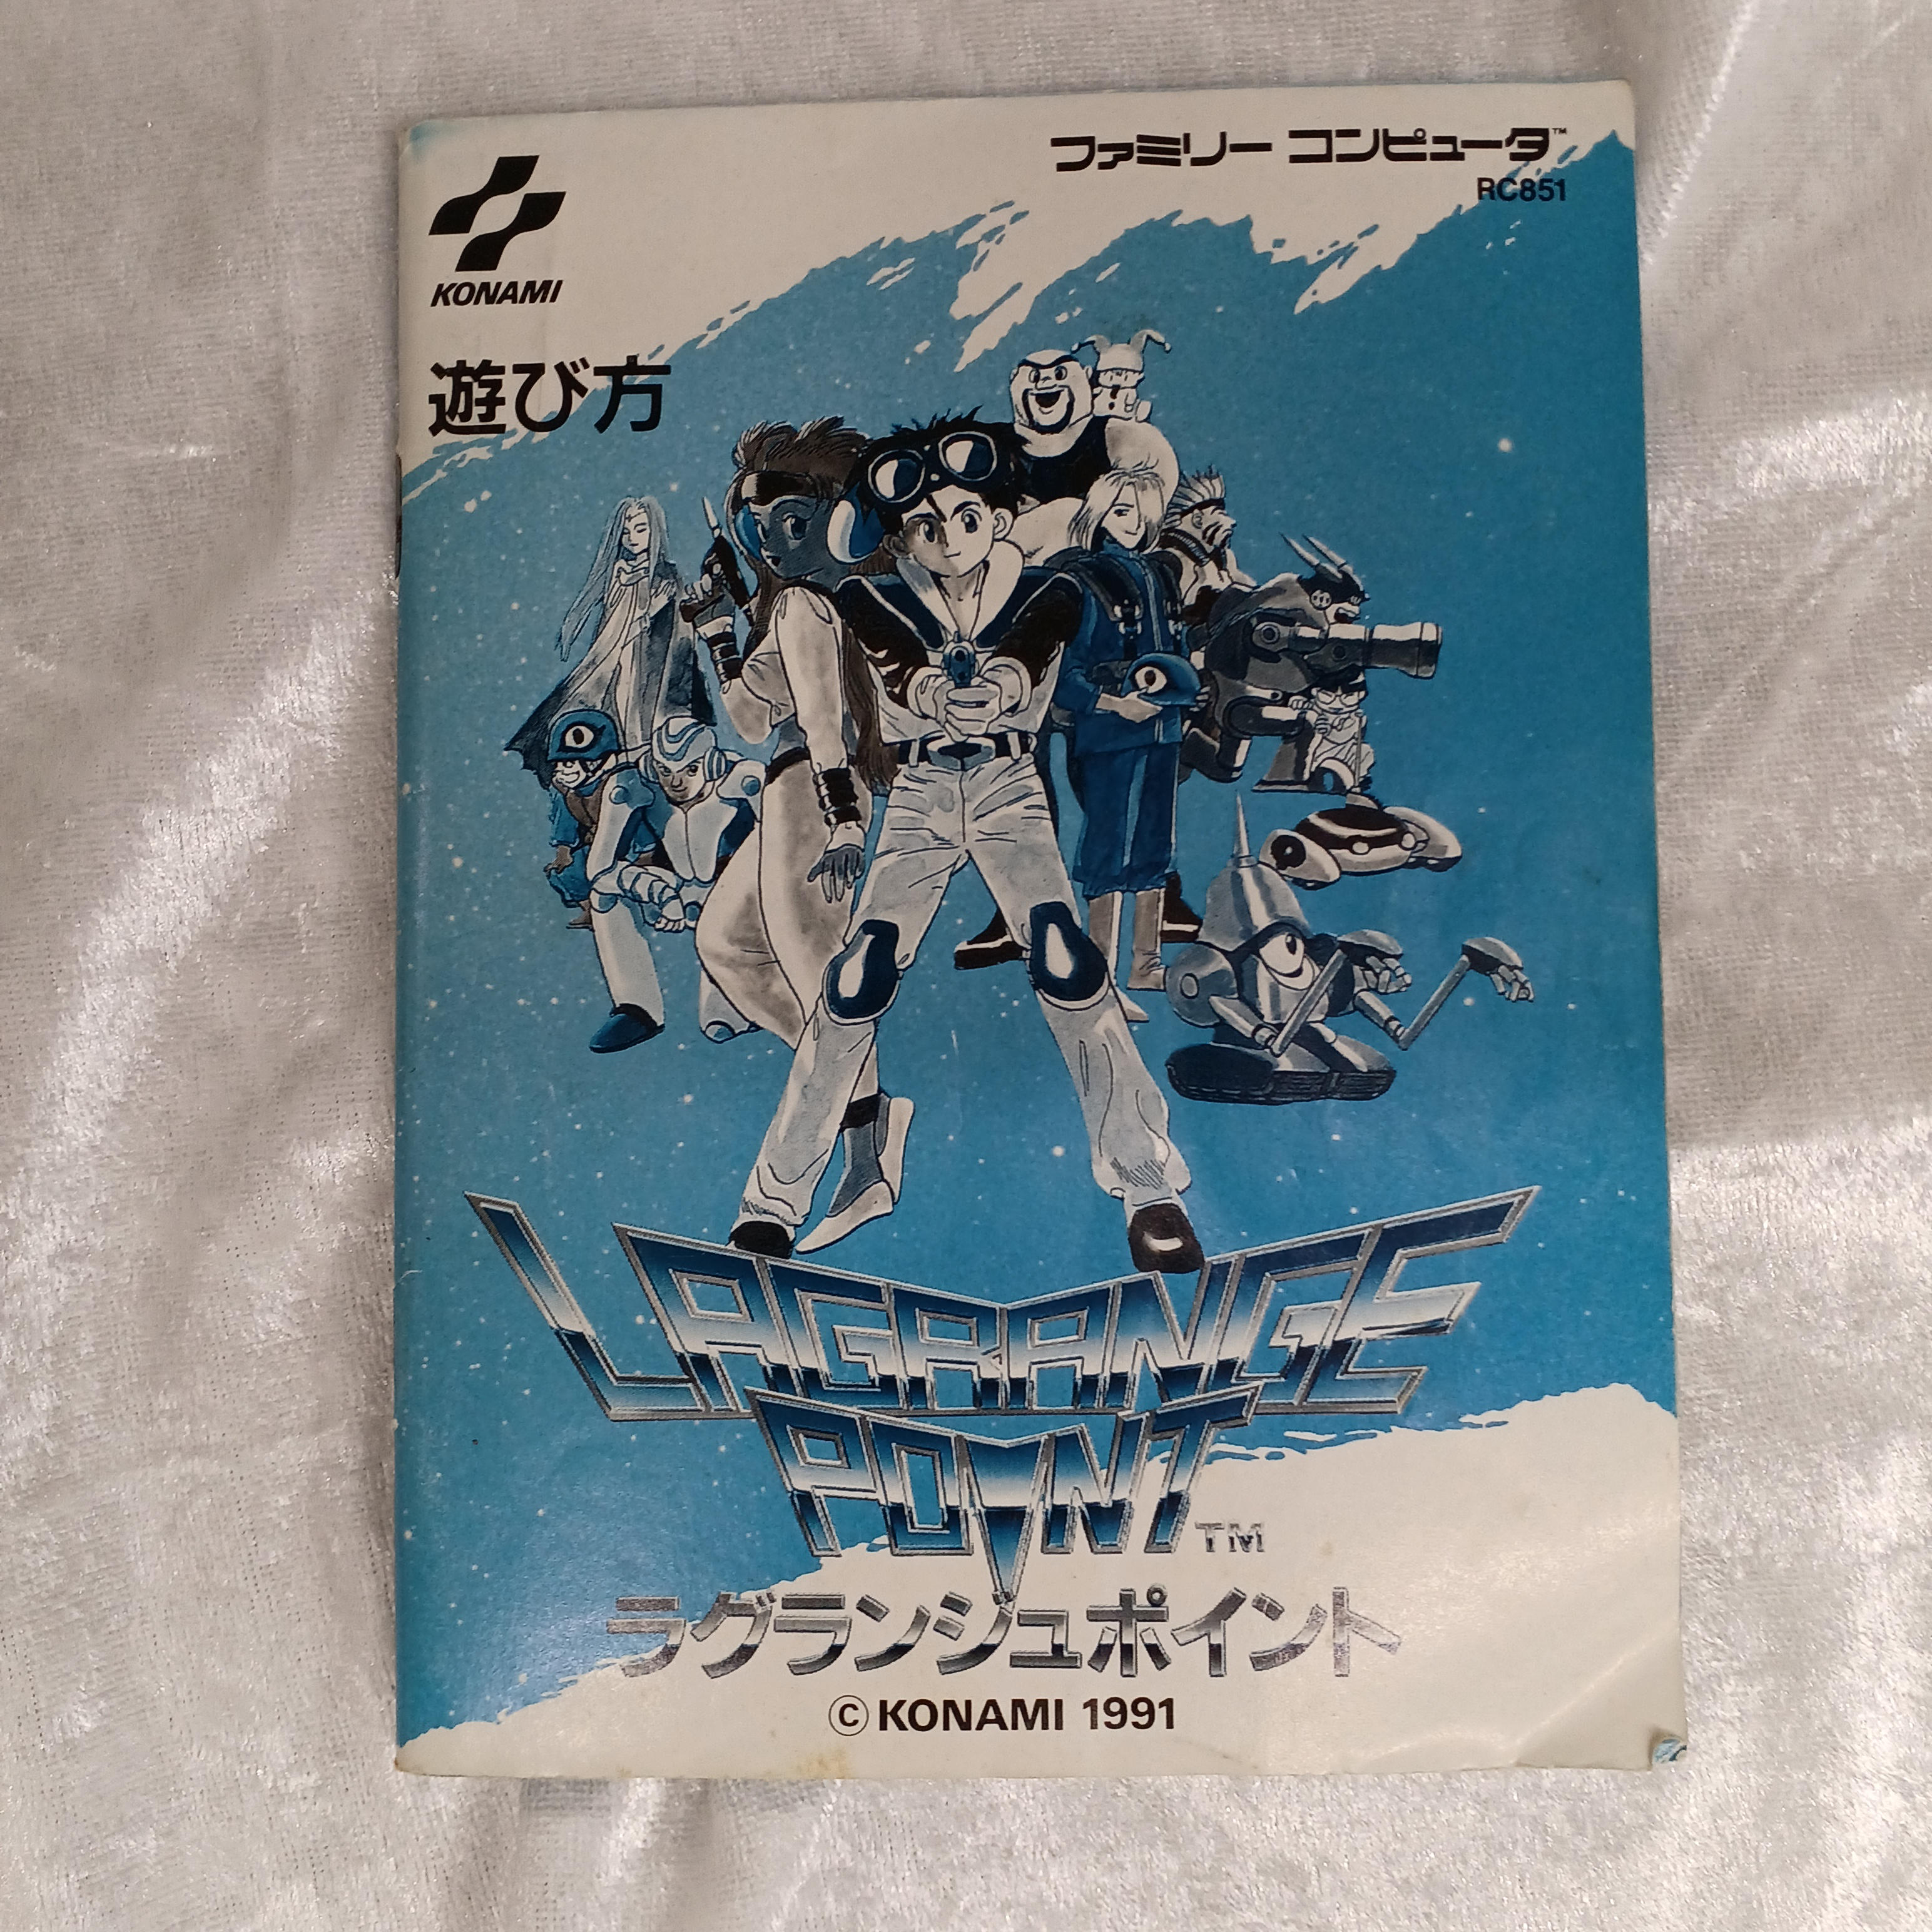 ファミリー コンピュータ™
RC851
KONAMI
遊び方
LAGRANGE
POINT™
ラグランジュポイント
©KONAMI 1991